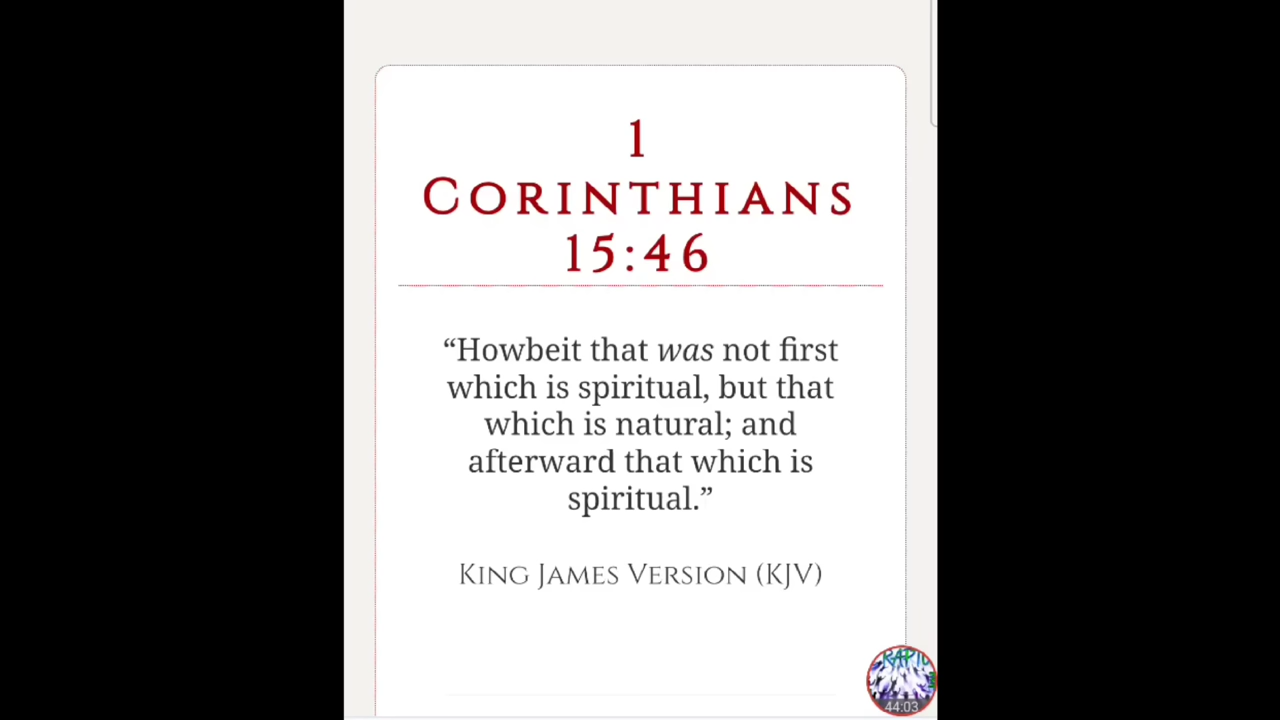 1
CORINTHIANS
15:46
“Howbeit that was not first
which is spiritual, but that
which is natural; and
afterward that which is
spiritual.”
KING JAMES VERSION (KJV)
44:03